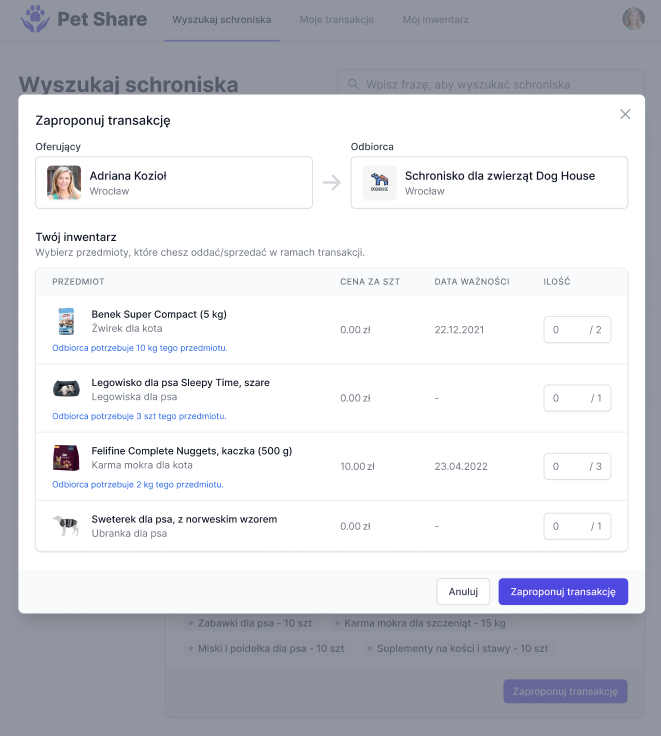 Pet Share
Wyszukaj schroniska
Moje transakcje
Mój inwentarz
Wyszukaj schroniska
Wpisz frazę, aby wyszukać schroniska
Zaproponuj transakcję
Oferujący
Odbiorca
Adriana Kozioł
Wrocław
DOGHOUSE
Schronisko dla zwierząt Dog House
Wrocław
Twój inwentarz
Wybierz przedmioty, które chesz oddać/sprzedać w ramach transakcji.
PRZEDMIOT CENA ZA SZT DATA WAŻNOŚCI ILOŚĆ
Benek Super Compact (5 kg)
Żwirek dla kota
0.00 zł 22.12.2021 0 / 2
Odbiorca potrzebuje 10 kg tego przedmiotu.
Legowisko dla psa Sleepy Time, szare
Legowiska dla psa
0.00 zł - 0 / 1
Odbiorca potrzebuje 3 szt tego przedmiotu.
Felifine Complete Nuggets, kaczka (500 g)
Karma mokra dla kota
10.00 zł 23.04.2022 0 / 3
Odbiorca potrzebuje 2 kg tego przedmiotu.
Sweterek dla psa, z norweskim wzorem
Ubranka dla psa
0.00 zł - 0 / 1
Anuluj
Zaproponuj transakcję
• Zabawki dla psa - 10 szt • Karma mokra dla szczeniąt - 15 kg
• Miski i poidełka dla psa - 10 szt • Suplementy na kości i stawy - 10 szt
Zaproponuj transakcję